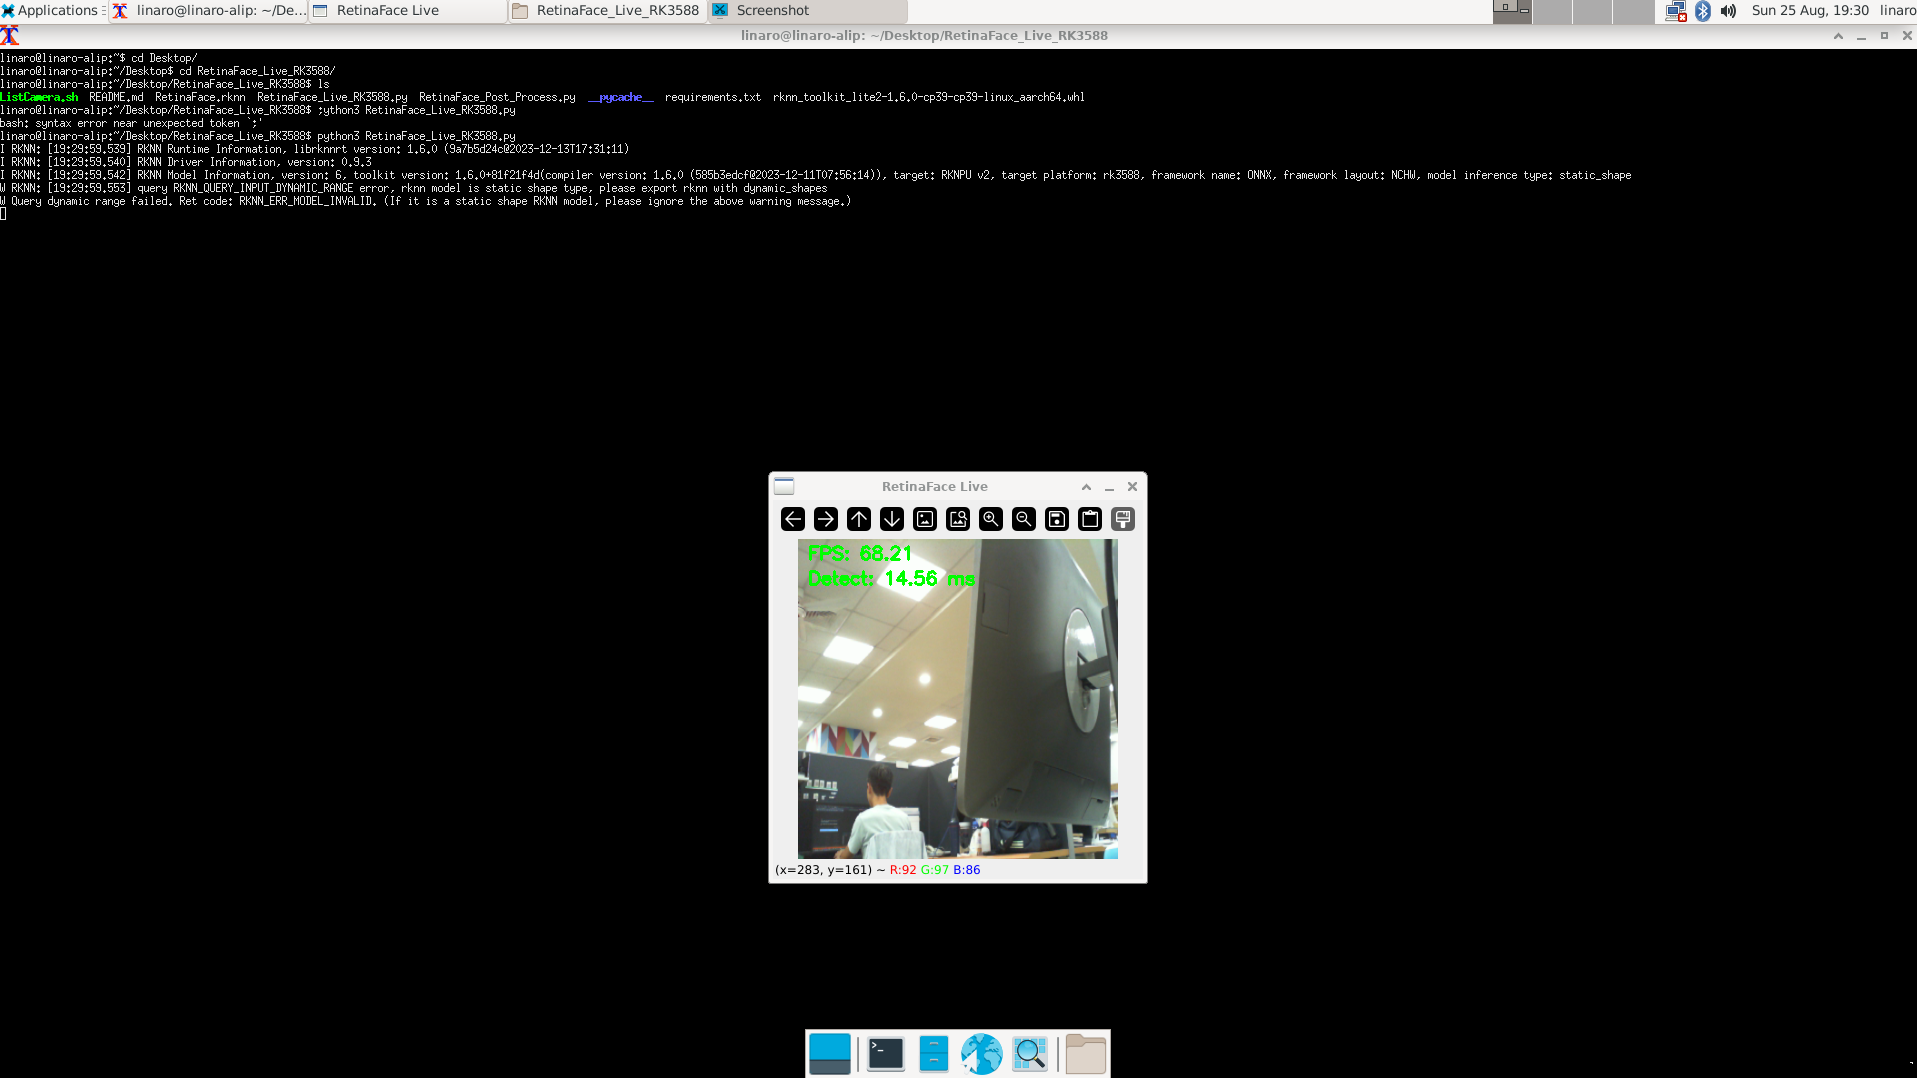 Applications
linaro@linaro-alip: ~/De...
RetinaFace Live
RetinaFace_Live_RK3588
Screenshot
Sun 25 Aug, 19:30
linaro
linaro@linaro-alip: ~/Desktop/RetinaFace_Live_RK3588
linaro@linaro-alip:~$ cd Desktop/
linaro@linaro-alip:~/Desktop$ cd RetinaFace_Live_RK3588/
linaro@linaro-alip:~/Desktop/RetinaFace_Live_RK3588$ ls
ListCamera.sh README.md RetinaFace.rknn RetinaFace_Live_RK3588.py RetinaFace_Post_Process.py __pycache__ requirements.txt rknn_toolkit_lite2-1.6.0-cp39-cp39-linux_aarch64.whl
linaro@linaro-alip:~/Desktop/RetinaFace_Live_RK3588$ ;ython3 RetinaFace_Live_RK3588.py
bash: syntax error near unexpected token `;'
linaro@linaro-alip:~/Desktop/RetinaFace_Live_RK3588$ python3 RetinaFace_Live_RK3588.py
I RKNN: [19:29:59.539] RKNN Runtime Information, librknnrt version: 1.6.0 (9a7b5d24c@2023-12-13T17:31:11)
I RKNN: [19:29:59.540] RKNN Driver Information, version: 0.9.3
I RKNN: [19:29:59.542] RKNN Model Information, version: 6, toolkit version: 1.6.0+81f21f4d(compiler version: 1.6.0 (585b3edcf@2023-12-11T07:56:14)), target: RKNPU v2, target platform: rk3588, framework name: ONNX, framework layout: NCHW, model inference type: static_shape
W RKNN: [19:29:59.553] query RKNN_QUERY_INPUT_DYNAMIC_RANGE error, rknn model is static shape type, please export rknn with dynamic_shapes
W Query dynamic range failed. Ret code: RKNN_ERR_MODEL_INVALID. (If it is a static shape RKNN model, please ignore the above warning message.)
RetinaFace Live
FPS: 68.21
Detect: 14.56 ms
(x=283, y=161) ~ R:92 G:97 B:86